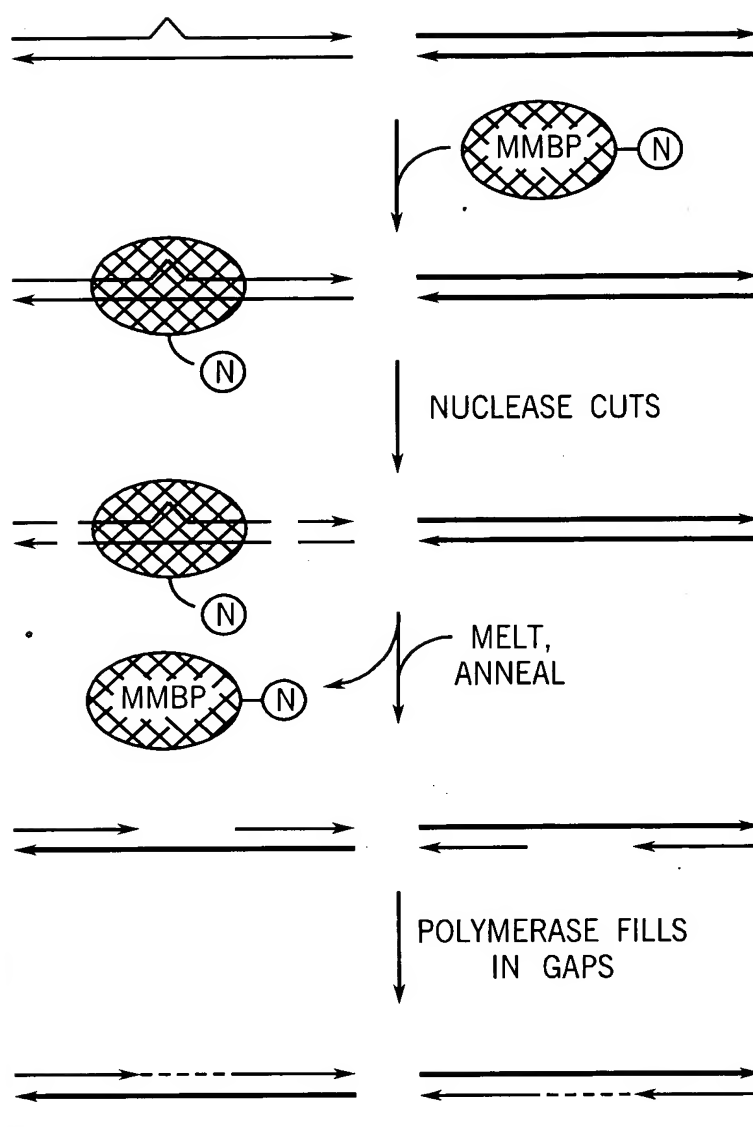 MMBP
N
N
NUCLEASE CUTS
N
MELT,
ANNEAL
MMBP
N
POLYMERASE FILLS
IN GAPS